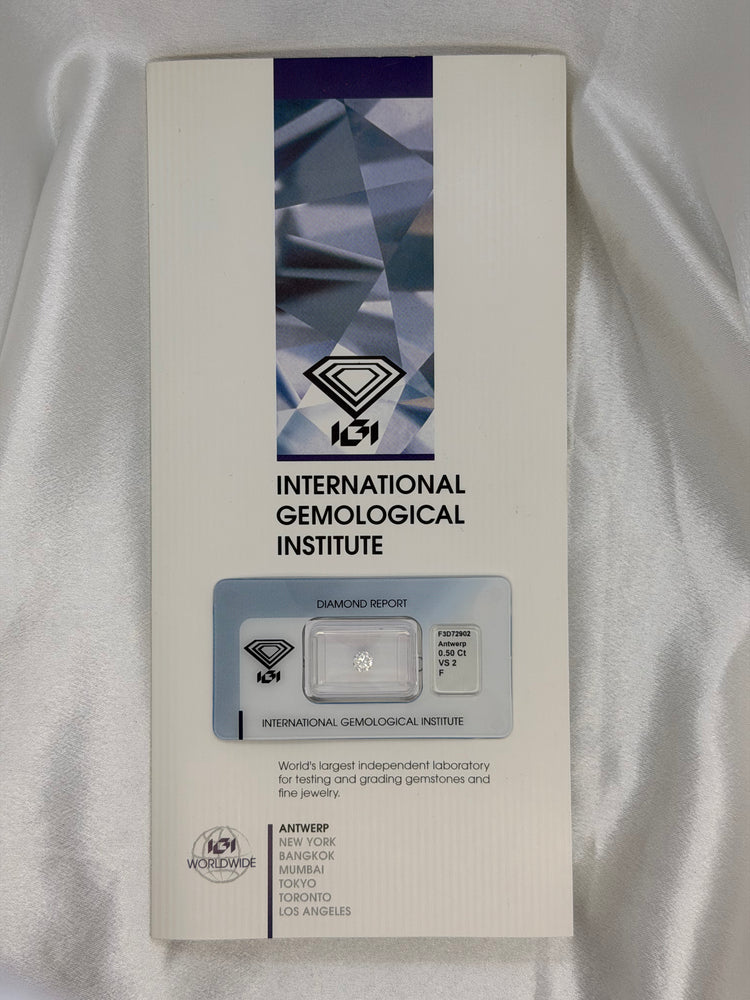 IGI
INTERNATIONAL
GEMOLOGICAL
INSTITUTE
DIAMOND REPORT
IGI
F3D72902
Antwerp
0.50 Ct
VS 2
F
INTERNATIONAL GEMOLOGICAL INSTITUTE
World's largest independent laboratory
for testing and grading gemstones and
fine jewelry.
IGI
WORLDWIDE
ANTWERP
NEW YORK
BANGKOK
MUMBAI
TOKYO
TORONTO
LOS ANGELES